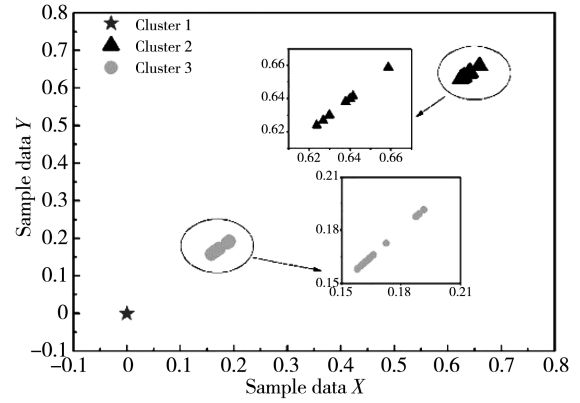 0.8
0.7
0.6
0.5
0.4
0.3
0.2
0.1
0
−0.1
Sample data Y
Cluster 1
Cluster 2
Cluster 3
0.66
0.64
0.62
0.62 0.64 0.66
0.21
0.18
0.15
0.15 0.18 0.21
−0.1 0 0.1 0.2 0.3 0.4 0.5 0.6 0.7 0.8
Sample data X